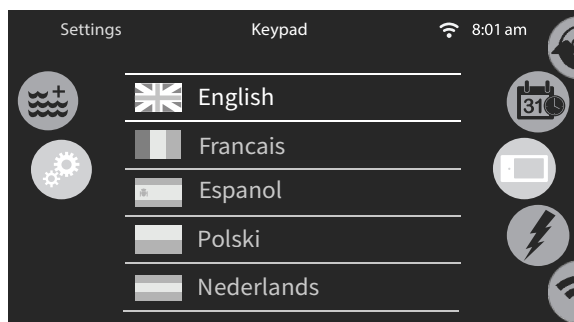 Settings Keypad 8:01 am
English
31
Francais
Espanol
Polski
Nederlands